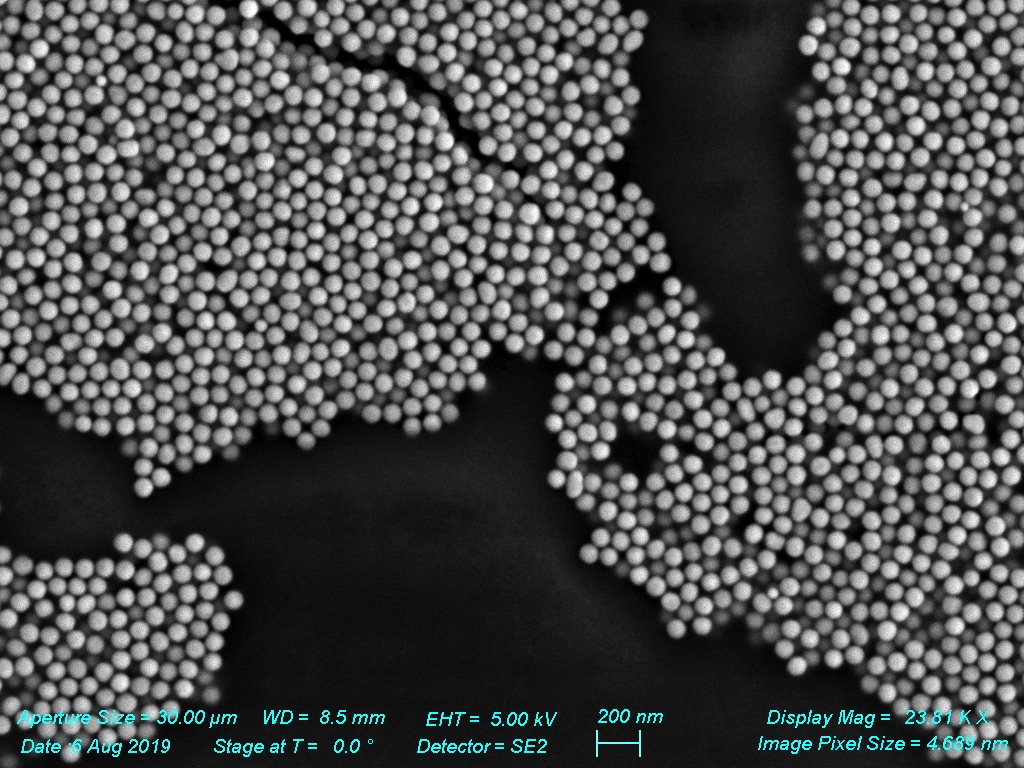 Aperture Size = 30.00 µm WD = 8.5 mm EHT = 5.00 kV 200 nm Display Mag = 23.81 K X
Date :6 Aug 2019 Stage at T = 0.0 ° Detector = SE2 Image Pixel Size = 4.689 nm